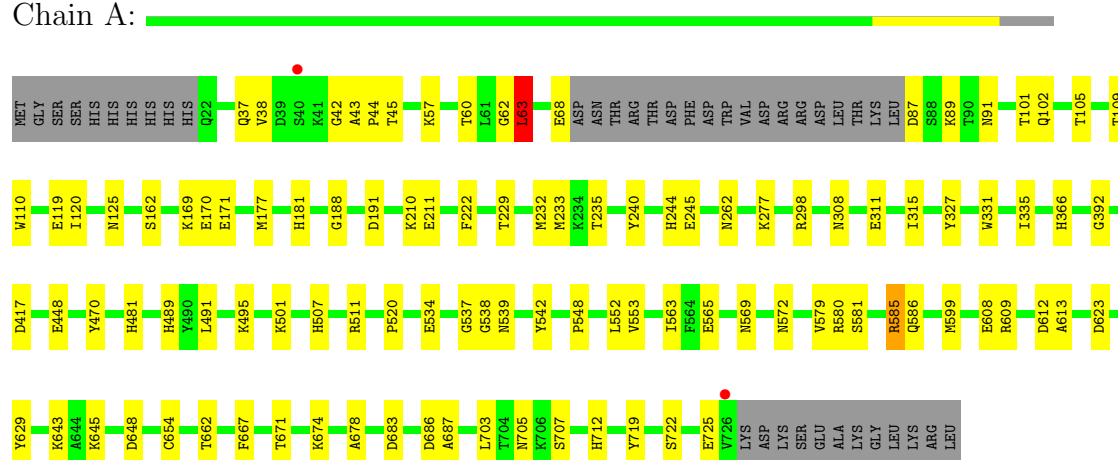 Chain A:
MET GLY SER SER HIS HIS HIS HIS HIS HIS Q22 Q37 V38 D39 S40 K41 G42 A43 P44 T45 K57 T60 L61 G62 L63 E68 ASP ASN THR ARG THR ASP PHE ASP TRP VAL ASP ARG ARG ASP LEU THR LYS LEU D87 S88 K89 T90 N91 T101 Q102 T105 T109
W110 E119 I120 N125 S162 K169 E170 E171 M177 H181 G188 D191 K210 E211 F222 T229 M232 M233 K234 T235 Y240 H244 E245 N262 K277 R298 N308 E311 I315 Y327 W331 I335 H366 G392
D417 E448 Y470 H481 H489 Y490 L491 K495 K501 H507 R511 P520 E534 G537 G538 N539 Y542 P548 L552 V553 I563 F564 E565 N569 N572 V579 R580 S581 R585 Q586 M599 E608 R609 D612 A613 D623
Y629 K643 A644 K645 D648 C654 T662 F667 T671 K674 A678 D683 D686 A687 L703 T704 N705 K706 S707 H712 Y719 S722 E725 V726 LYS ASP LYS SER GLU ALA LYS GLY LEU LYS ARG LEU